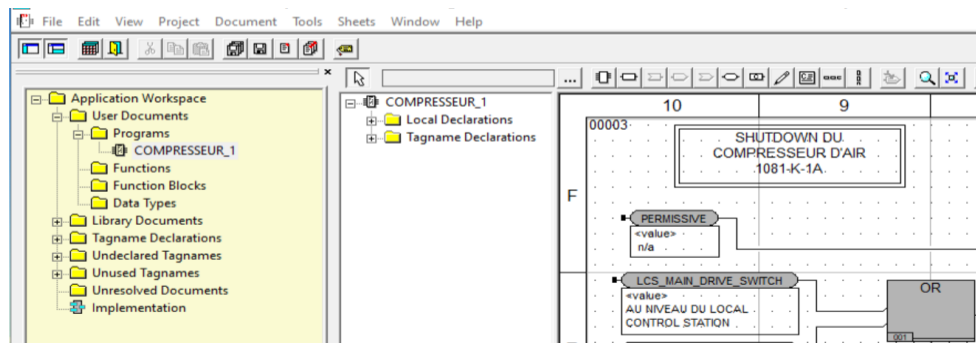 File Edit View Project Document Tools Sheets Window Help
...
Application Workspace
User Documents
Programs
COMPRESSEUR_1
Functions
Function Blocks
Data Types
Library Documents
Tagname Declarations
Undeclared Tagnames
Unused Tagnames
Unresolved Documents
Implementation
COMPRESSEUR_1
Local Declarations
Tagname Declarations
10 9
00003
SHUTDOWN DU
COMPRESSEUR D'AIR
1081-K-1A
F
PERMISSIVE
<value>
n/a
LCS_MAIN_DRIVE_SWITCH
<value>
AU NIVEAU DU LOCAL
CONTROL STATION
OR
001